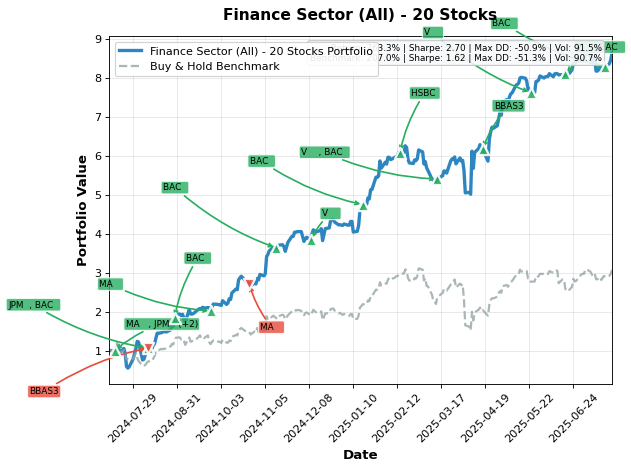 Finance Sector (All) - 20 Stocks
V
BAC
AC
Finance Sector (All) - 20 Stocks Portfolio
Buy & Hold Benchmark
3.3% | Sharpe: 2.70 | Max DD: -50.9% | Vol: 91.5%
7.0% | Sharpe: 1.62 | Max DD: -51.3% | Vol: 90.7%
HSBC
BBAS3
V , BAC
BAC
BAC
V
BAC
MA
JPM , BAC
MA , JPM (+2)
MA
BBAS3
Portfolio Value
9
8
7
6
5
4
3
2
1
2024-07-29
2024-08-31
2024-10-03
2024-11-05
2024-12-08
2025-01-10
2025-02-12
2025-03-17
2025-04-19
2025-05-22
2025-06-24
Date